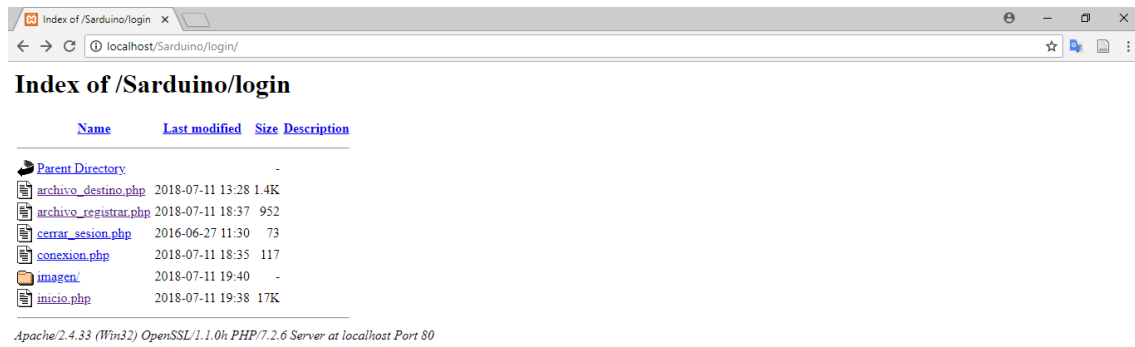 Index of /Sarduino/login
localhost/Sarduino/login/
Index of /Sarduino/login
Name Last modified Size Description
Parent Directory -
archivo_destino.php 2018-07-11 13:28 1.4K
archivo_registrar.php 2018-07-11 18:37 952
cerrar_sesion.php 2016-06-27 11:30 73
conexion.php 2018-07-11 18:35 117
imagen/ 2018-07-11 19:40 -
inicio.php 2018-07-11 19:38 17K
Apache/2.4.33 (Win32) OpenSSL/1.1.0h PHP/7.2.6 Server at localhost Port 80